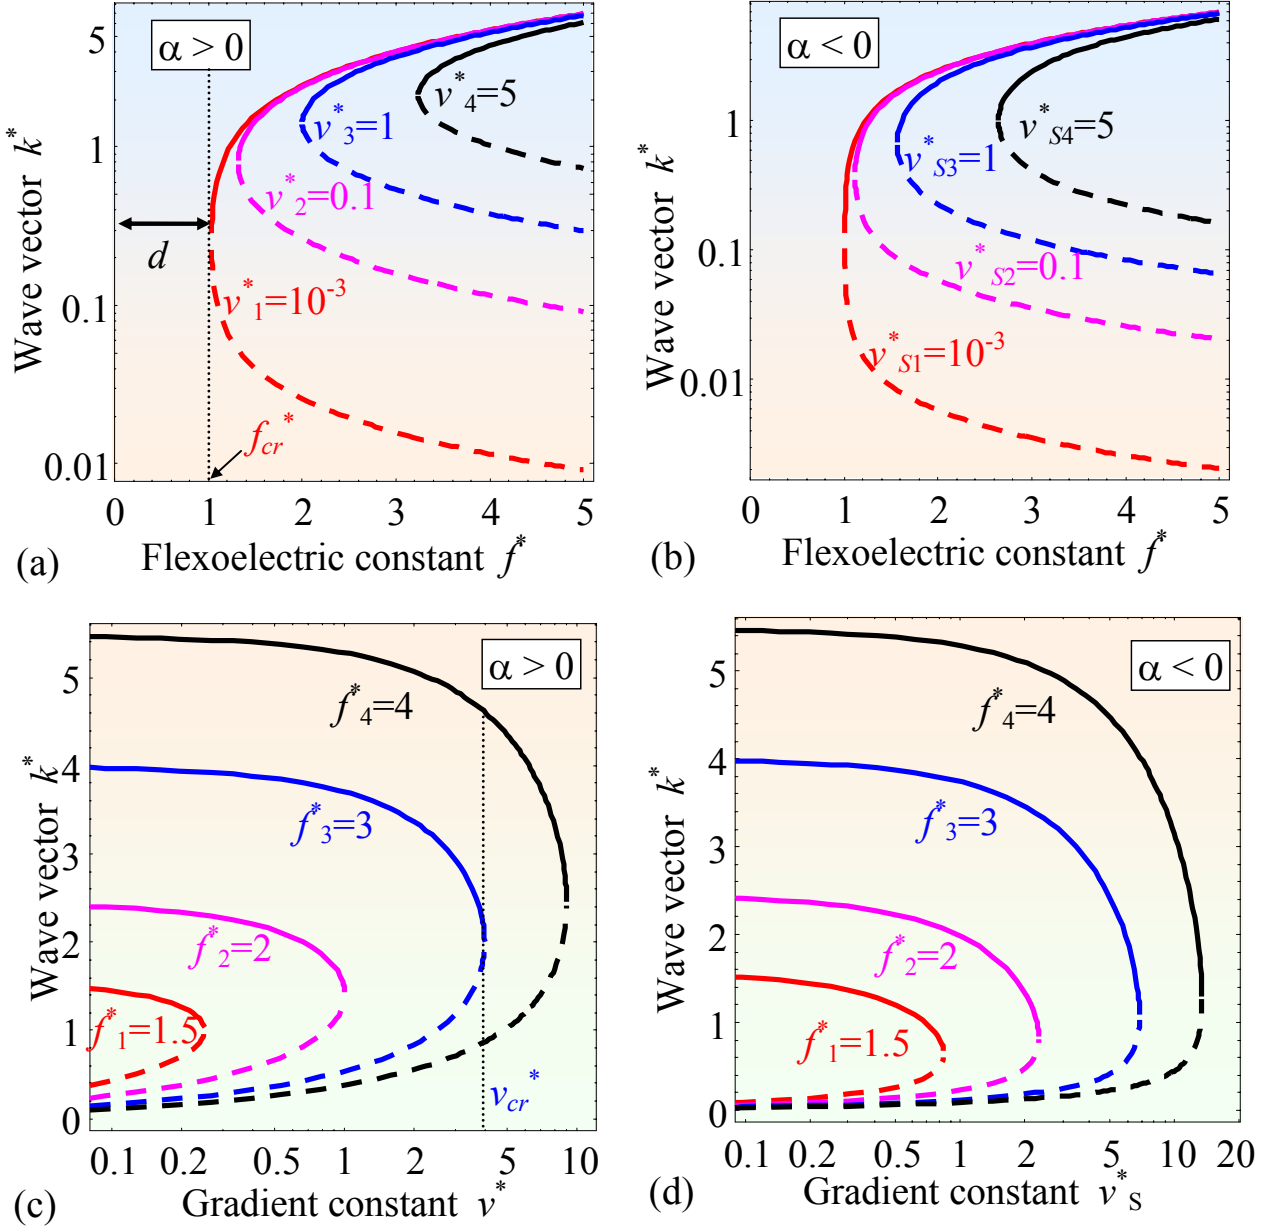 α > 0
Wave vector k*
5
1
0.1
0.01
v*4=5
v*3=1
v*2=0.1
v*1=10-3
d
fcr*
0 1 2 3 4 5
(a) Flexoelectric constant f*
α < 0
Wave vector k*
1
0.1
0.01
v*S4=5
v*S3=1
v*S2=0.1
v*S1=10-3
0 1 2 3 4 5
(b) Flexoelectric constant f*
α > 0
Wave vector k*
5
4
3
2
1
0
f*4=4
f*3=3
f*2=2
f*1=1.5
vcr*
0.1 0.2 0.5 1 2 5 10
(c) Gradient constant v*
α < 0
Wave vector k*
5
4
3
2
1
0
f*4=4
f*3=3
f*2=2
f*1=1.5
0.1 0.2 0.5 1 2 5 10 20
(d) Gradient constant v*S